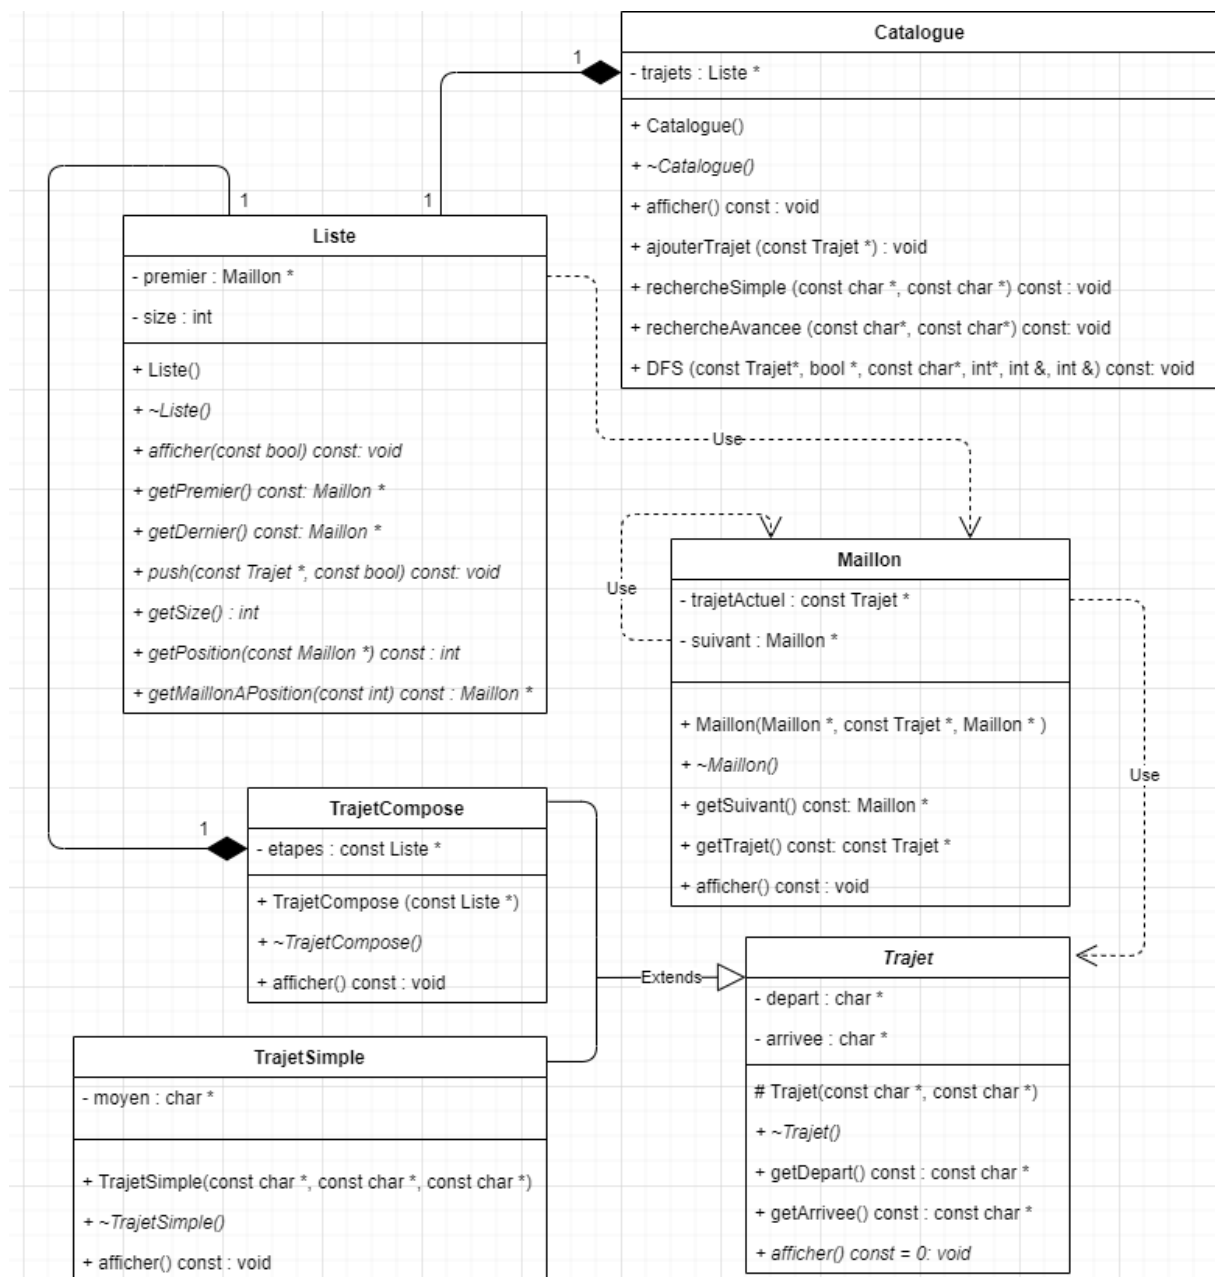 Catalogue
- trajets : Liste *
+ Catalogue()
+ ~Catalogue()
+ afficher() const : void
+ ajouterTrajet (const Trajet *) : void
+ rechercheSimple (const char *, const char *) const : void
+ rechercheAvancee (const char*, const char*) const: void
+ DFS (const Trajet*, bool *, const char*, int*, int &, int &) const: void
1
1
1
Liste
- premier : Maillon *
- size : int
+ Liste()
+ ~Liste()
+ afficher(const bool) const: void
+ getPremier() const: Maillon *
+ getDernier() const: Maillon *
+ push(const Trajet *, const bool) const: void
+ getSize() : int
+ getPosition(const Maillon *) const : int
+ getMaillonAPosition(const int) const : Maillon *
Use
Use
Maillon
- trajetActuel : const Trajet *
- suivant : Maillon *
+ Maillon(Maillon *, const Trajet *, Maillon * )
+ ~Maillon()
+ getSuivant() const: Maillon *
+ getTrajet() const: const Trajet *
+ afficher() const : void
Use
1
TrajetCompose
- etapes : const Liste *
+ TrajetCompose (const Liste *)
+ ~TrajetCompose()
+ afficher() const : void
Extends
Trajet
- depart : char *
- arrivee : char *
# Trajet(const char *, const char *)
+ ~Trajet()
+ getDepart() const : const char *
+ getArrivee() const : const char *
+ afficher() const = 0: void
TrajetSimple
- moyen : char *
+ TrajetSimple(const char *, const char *, const char *)
+ ~TrajetSimple()
+ afficher() const : void